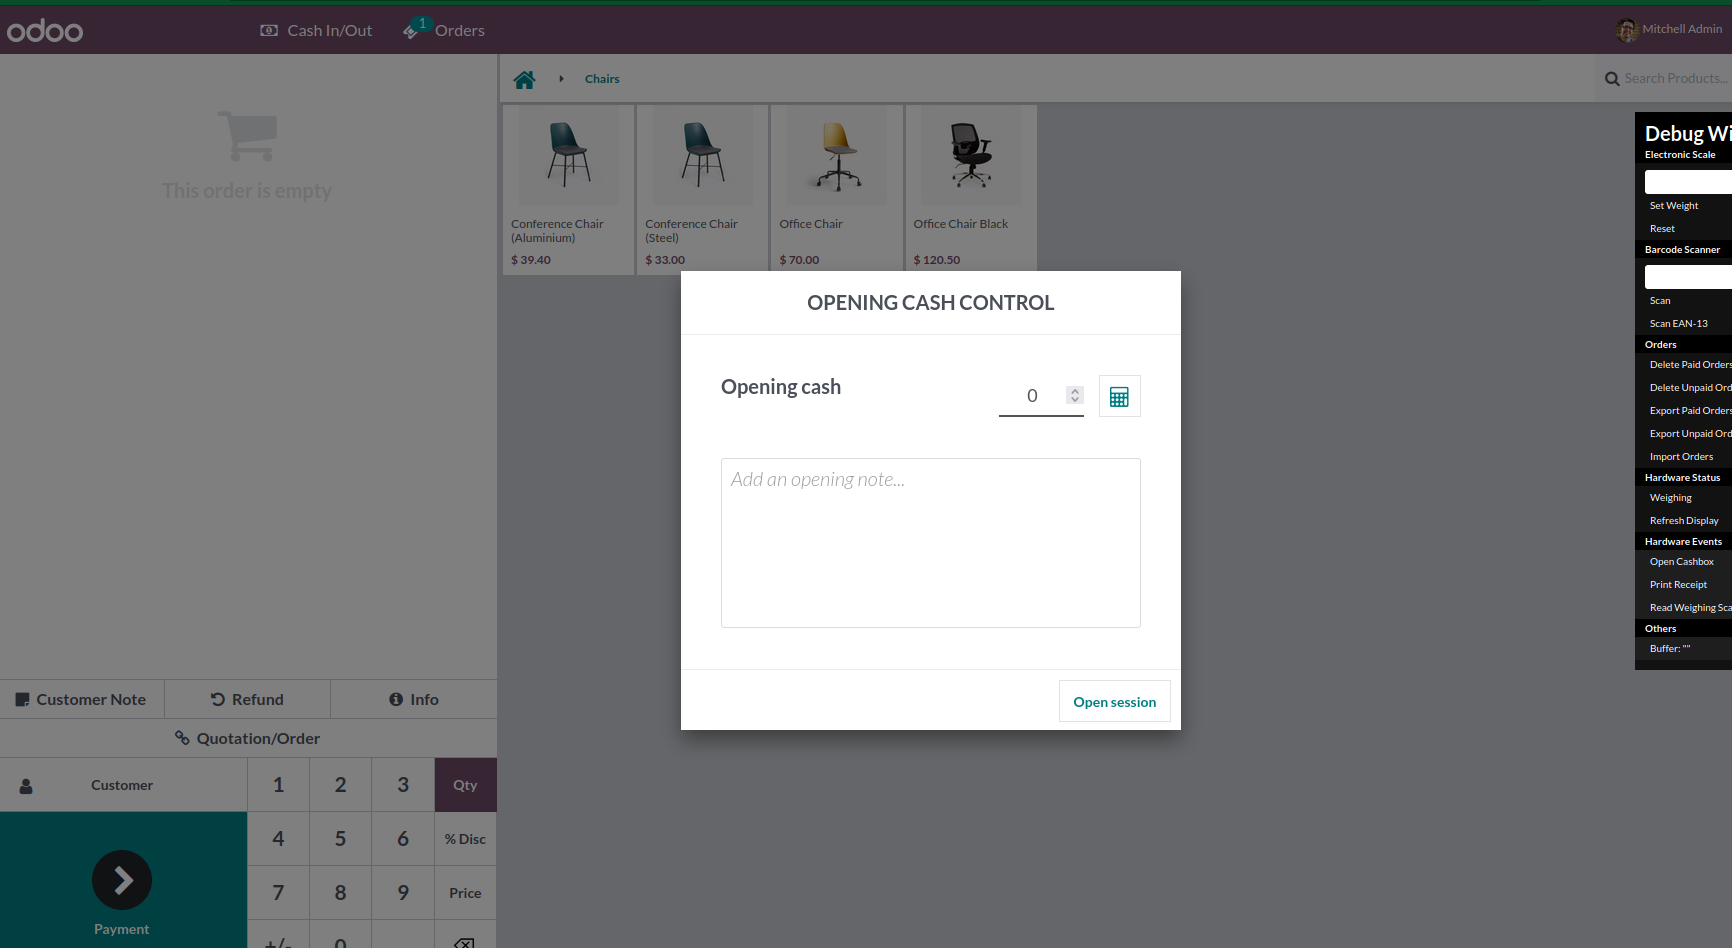 odoo
Cash In/Out
1
Orders
Mitchell Admin
This order is empty
Chairs
Search Products...
Conference Chair
(Aluminium)
$ 39.40
Conference Chair
(Steel)
$ 33.00
Office Chair
$ 70.00
Office Chair Black
$ 120.50
OPENING CASH CONTROL
Opening cash
0
Add an opening note...
Open session
Debug Wi
Electronic Scale
Set Weight
Reset
Barcode Scanner
Scan
Scan EAN-13
Orders
Delete Paid Orders
Delete Unpaid Ord
Export Paid Orders
Export Unpaid Ord
Import Orders
Hardware Status
Weighing
Refresh Display
Hardware Events
Open Cashbox
Print Receipt
Read Weighing Sca
Others
Buffer: ""
Customer Note
Refund
Info
Quotation/Order
Customer
1 2 3 Qty
4 5 6 % Disc
7 8 9 Price
+/- 0
Payment